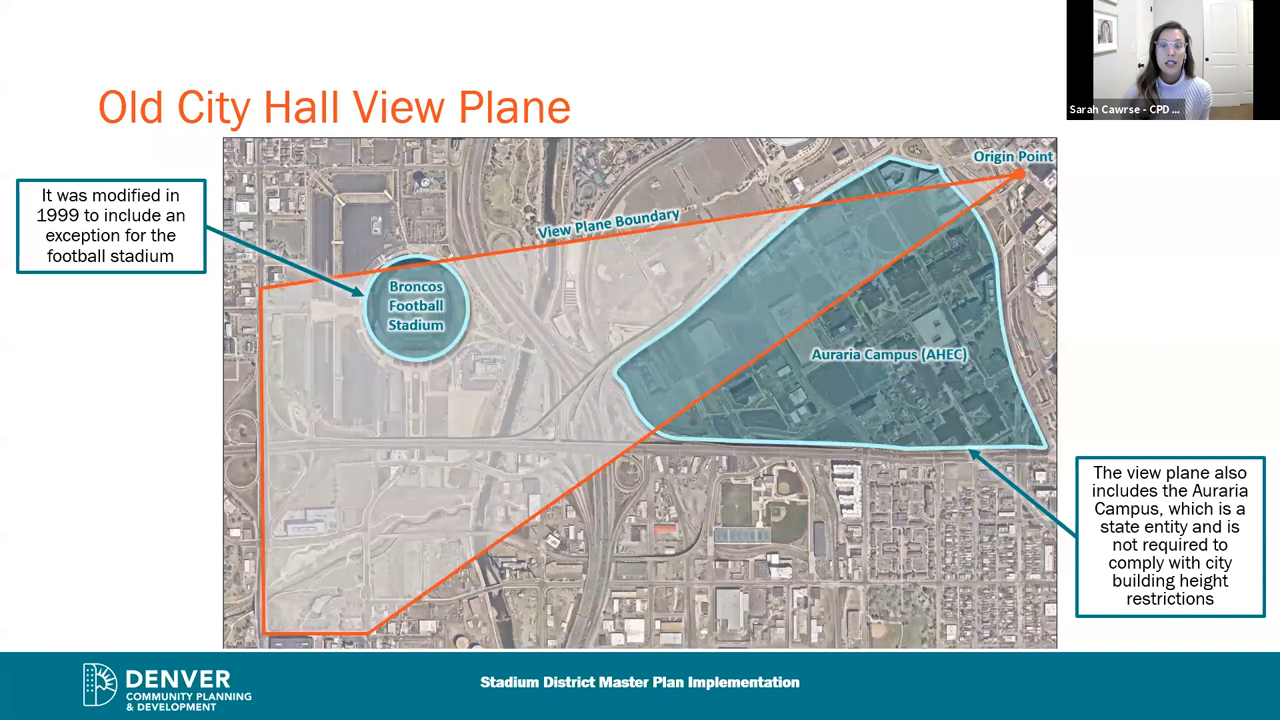 Sarah Cawrse - CPD ...
Old City Hall View Plane
Origin Point
It was modified in
1999 to include an
exception for the
football stadium
View Plane Boundary
Broncos
Football
Stadium
Auraria Campus (AHEC)
The view plane also
includes the Auraria
Campus, which is a
state entity and is
not required to
comply with city
building height
restrictions
DENVER
COMMUNITY PLANNING
& DEVELOPMENT
Stadium District Master Plan Implementation